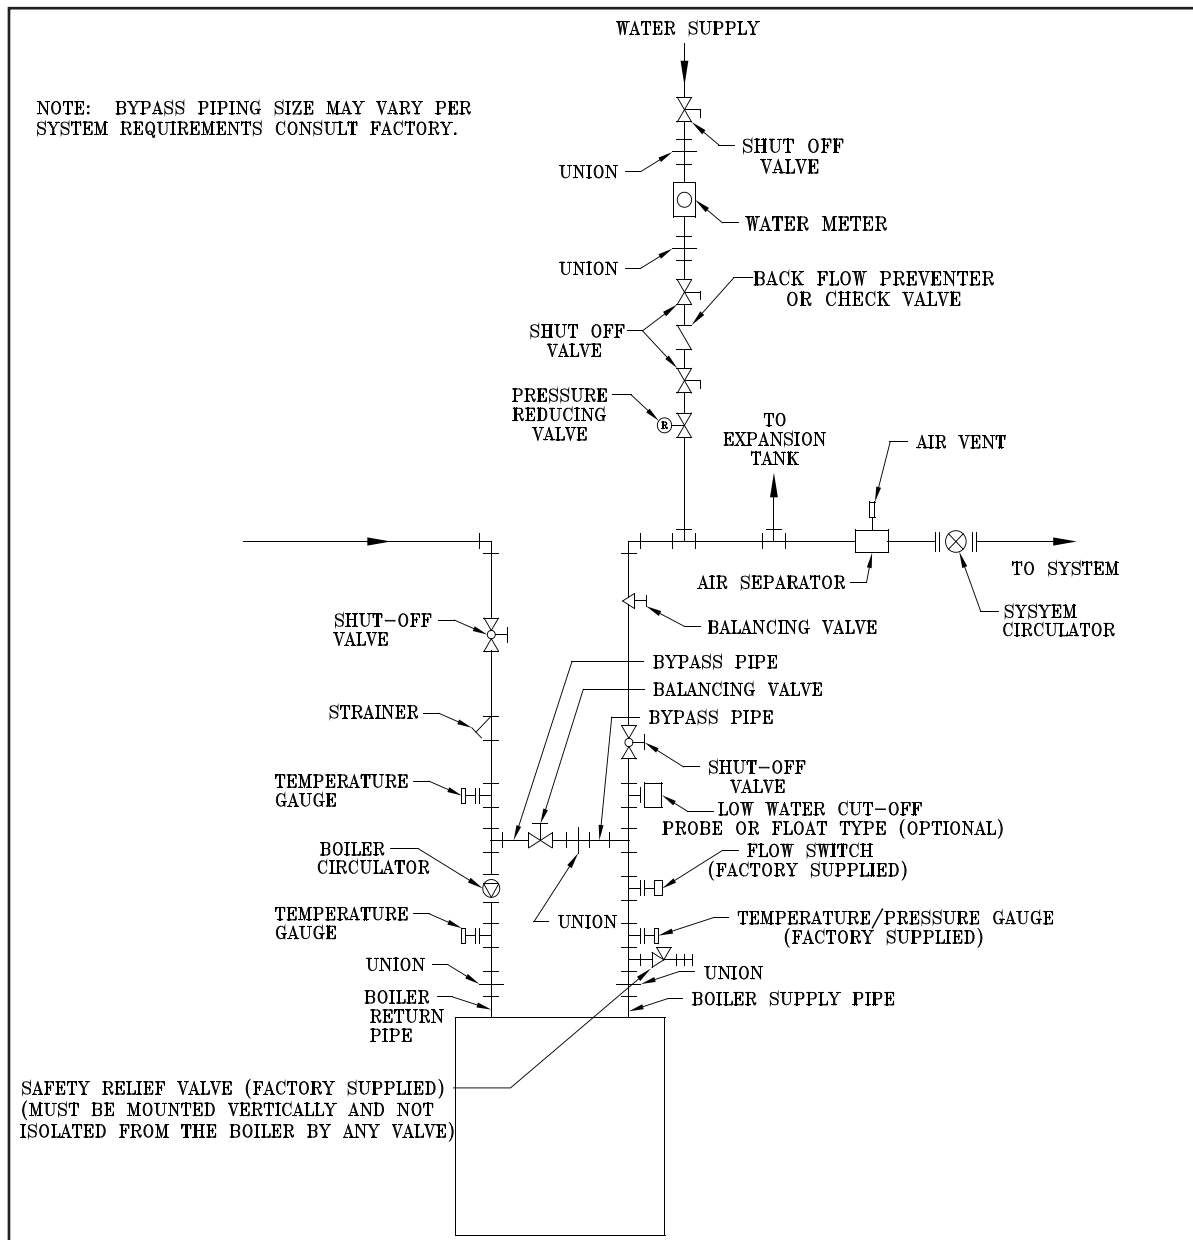 WATER SUPPLY
NOTE: BYPASS PIPING SIZE MAY VARY PER
SYSTEM REQUIREMENTS CONSULT FACTORY.
SHUT OFF
VALVE
UNION
WATER METER
UNION
BACK FLOW PREVENTER
OR CHECK VALVE
SHUT OFF
VALVE
PRESSURE
REDUCING
VALVE
R
TO
EXPANSION
TANK
AIR VENT
AIR SEPARATOR
TO SYSTEM
SYSYEM
CIRCULATOR
SHUT-OFF
VALVE
BALANCING VALVE
BYPASS PIPE
BALANCING VALVE
STRAINER
BYPASS PIPE
SHUT-OFF
VALVE
TEMPERATURE
GAUGE
LOW WATER CUT-OFF
PROBE OR FLOAT TYPE (OPTIONAL)
BOILER
CIRCULATOR
FLOW SWITCH
(FACTORY SUPPLIED)
TEMPERATURE
GAUGE
UNION
TEMPERATURE/PRESSURE GAUGE
(FACTORY SUPPLIED)
UNION
UNION
BOILER
RETURN
PIPE
BOILER SUPPLY PIPE
SAFETY RELIEF VALVE (FACTORY SUPPLIED)
(MUST BE MOUNTED VERTICALLY AND NOT
ISOLATED FROM THE BOILER BY ANY VALVE)